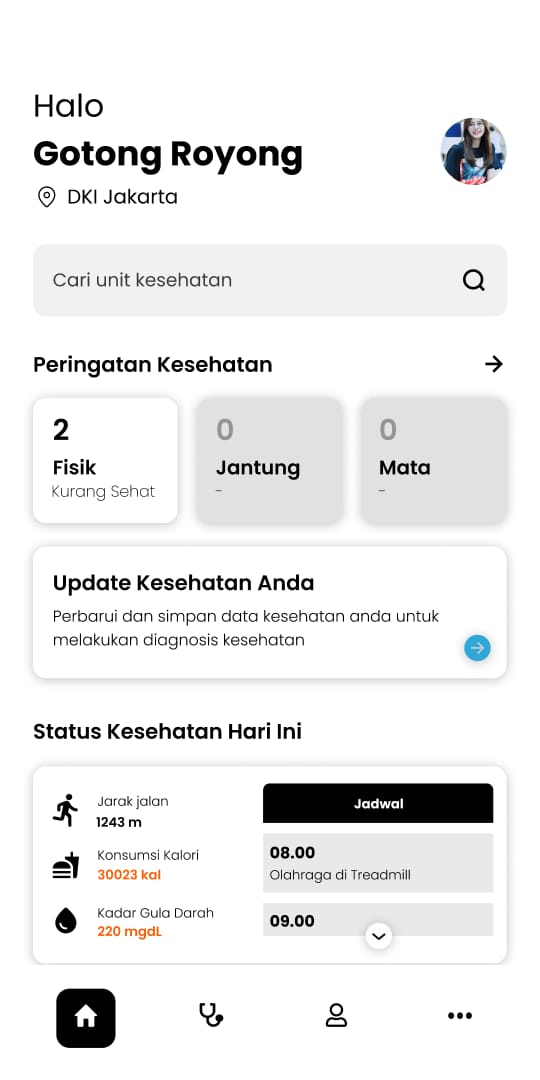 Halo
Gotong Royong
DKI Jakarta
Cari unit kesehatan
Peringatan Kesehatan
2
Fisik
Kurang Sehat
0
Jantung
-
0
Mata
-
Update Kesehatan Anda
Perbarui dan simpan data kesehatan anda untuk
melakukan diagnosis kesehatan
Status Kesehatan Hari Ini
Jarak jalan
1243 m
Konsumsi Kalori
30023 kal
Kadar Gula Darah
220 mgdL
Jadwal
08.00
Olahraga di Treadmill
09.00